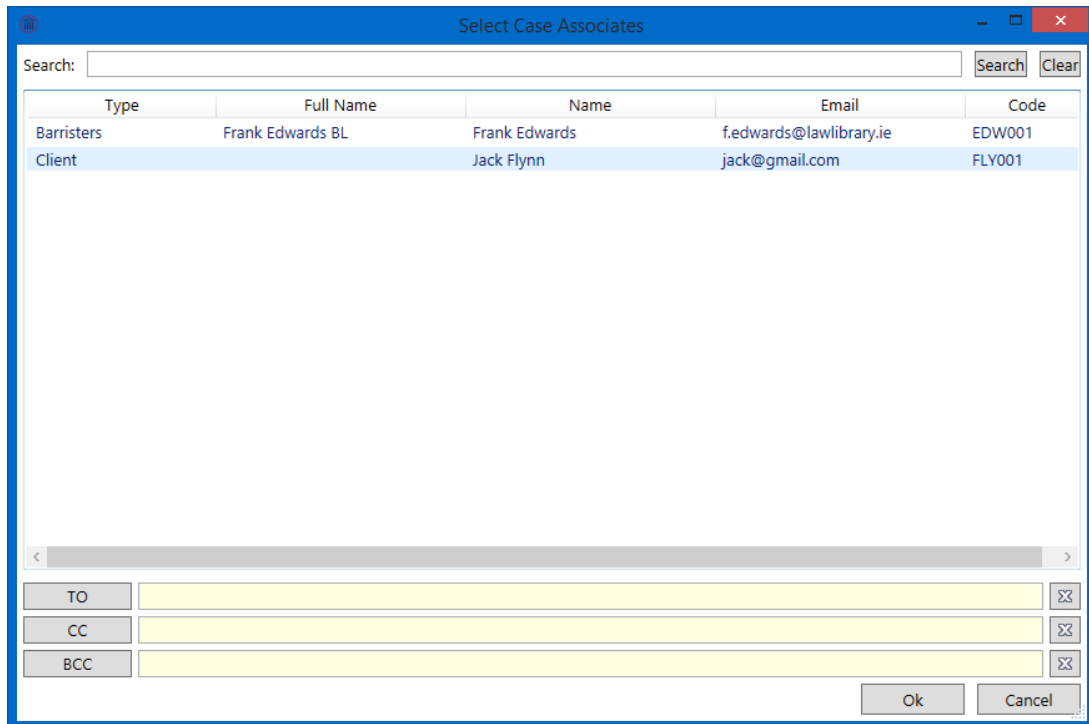 Select Case Associates
Search: Search Clear
Type Full Name Name Email Code
Barristers Frank Edwards BL Frank Edwards f.edwards@lawlibrary.ie EDW001
Client Jack Flynn jack@gmail.com FLY001
TO
CC
BCC
Ok Cancel